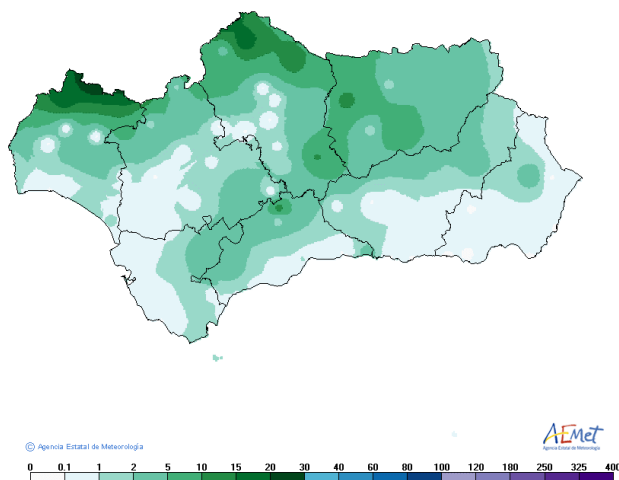 AEMet
Agencia Estatal de Meteorología
© Agencia Estatal de Meteorología
0 0.1 1 2 5 10 15 20 30 40 60 80 100 120 180 250 325 400